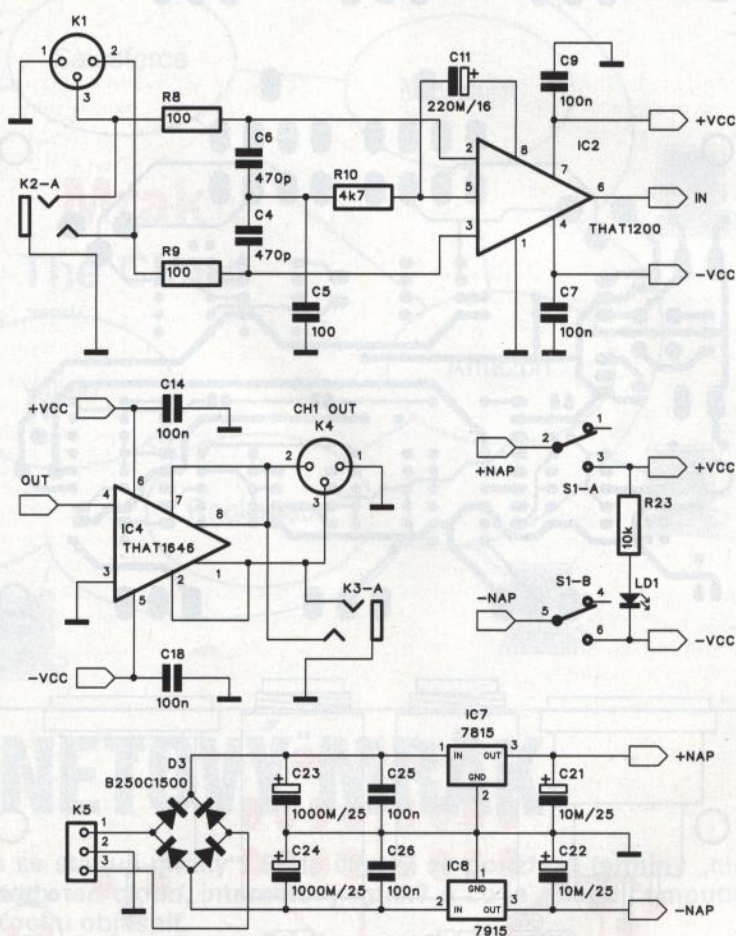 K1
1
2
3
R8
100
C6
470p
K2-A
R9
100
C4
470p
R10
4k7
C5
100
C11
+
220M/16
C9
100n
IC2
2
5
3
8
7
6
4
1
THAT1200
C7
100n
+VCC
IN
-VCC
+VCC
C14
100n
OUT
4
6
7
8
IC4
THAT1646
3
5
2
1
-VCC
C18
100n
CH1 OUT
K4
2
1
3
K3-A
+NAP
2
1
3
S1-A
+VCC
R23
10k
S1-B
LD1
-NAP
5
4
6
-VCC
K5
1
2
3
D3
B250C1500
+
C23
1000M/25
C25
100n
IC7
7815
1
IN
OUT
3
GND
2
+
C21
10M/25
+NAP
+
C24
1000M/25
C26
100n
IC8
1
GND
2
IN
OUT
3
7915
+
C22
10M/25
-NAP